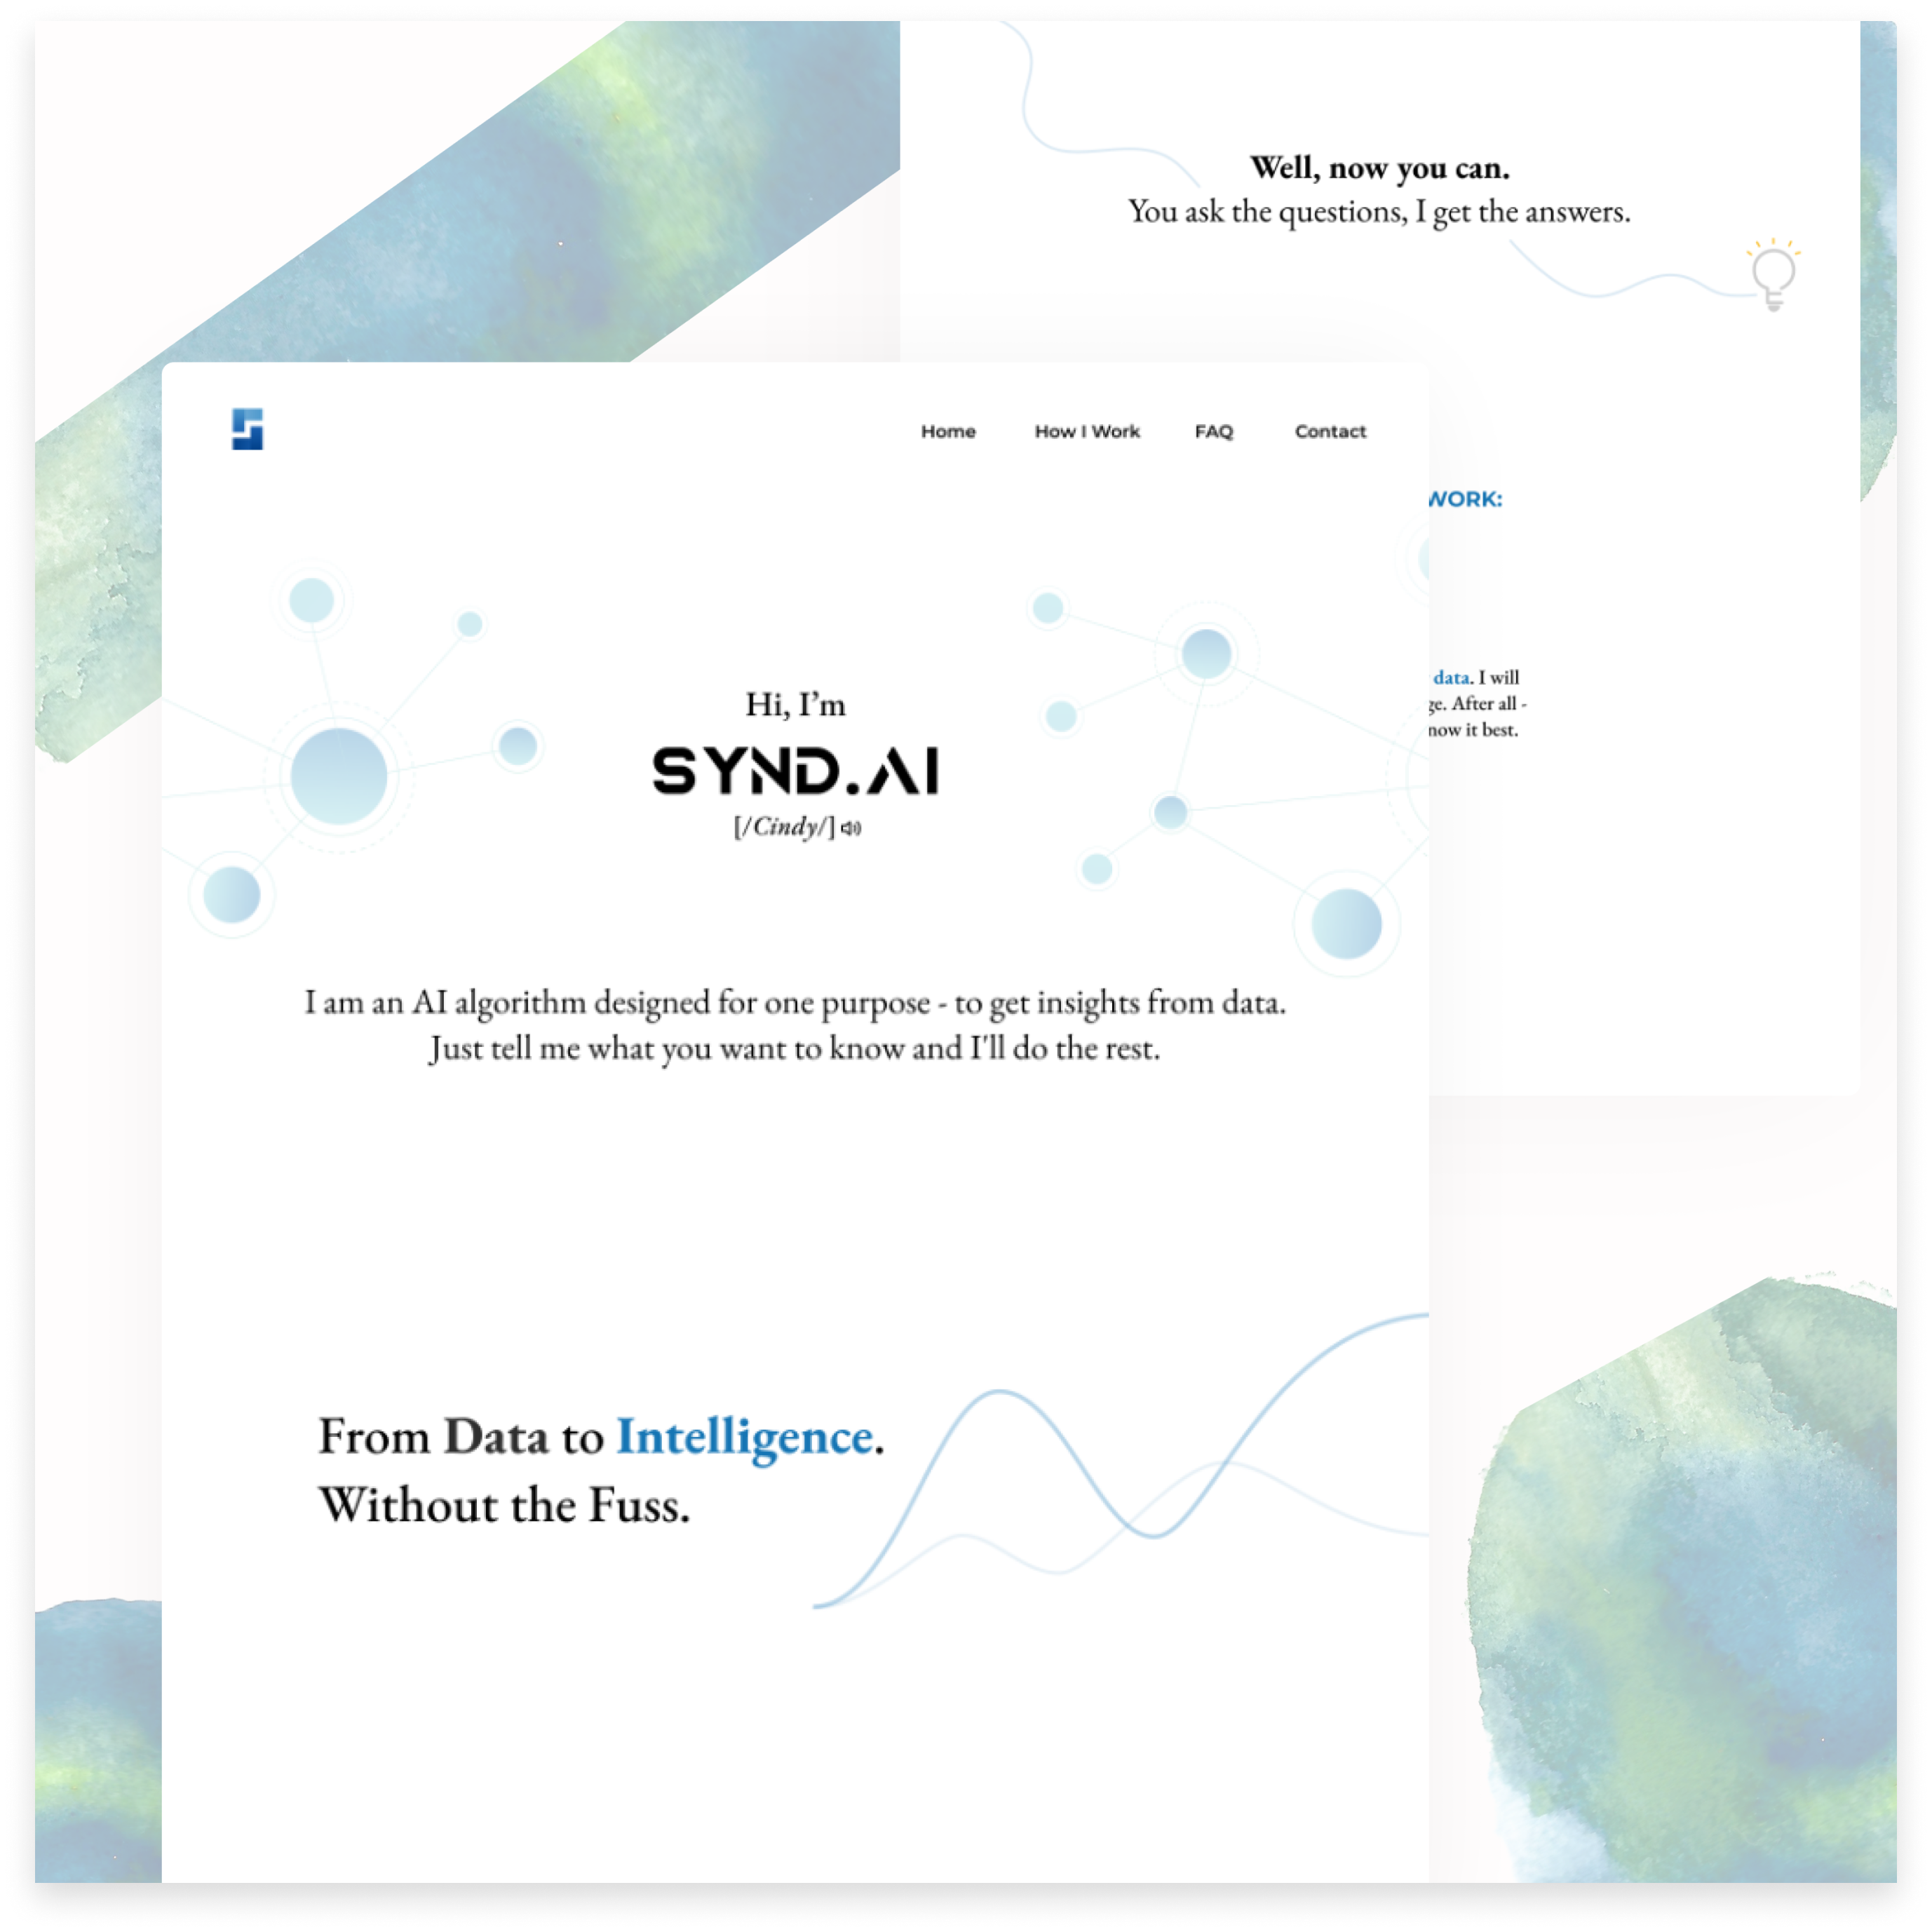 Well, now you can.
You ask the questions, I get the answers.
Home How I Work FAQ Contact
WORK:
Hi, I’m
SYND.AI
[/Cindy/]
data. I will
After all -
it best.
I am an AI algorithm designed for one purpose - to get insights from data.
Just tell me what you want to know and I'll do the rest.
From Data to Intelligence.
Without the Fuss.